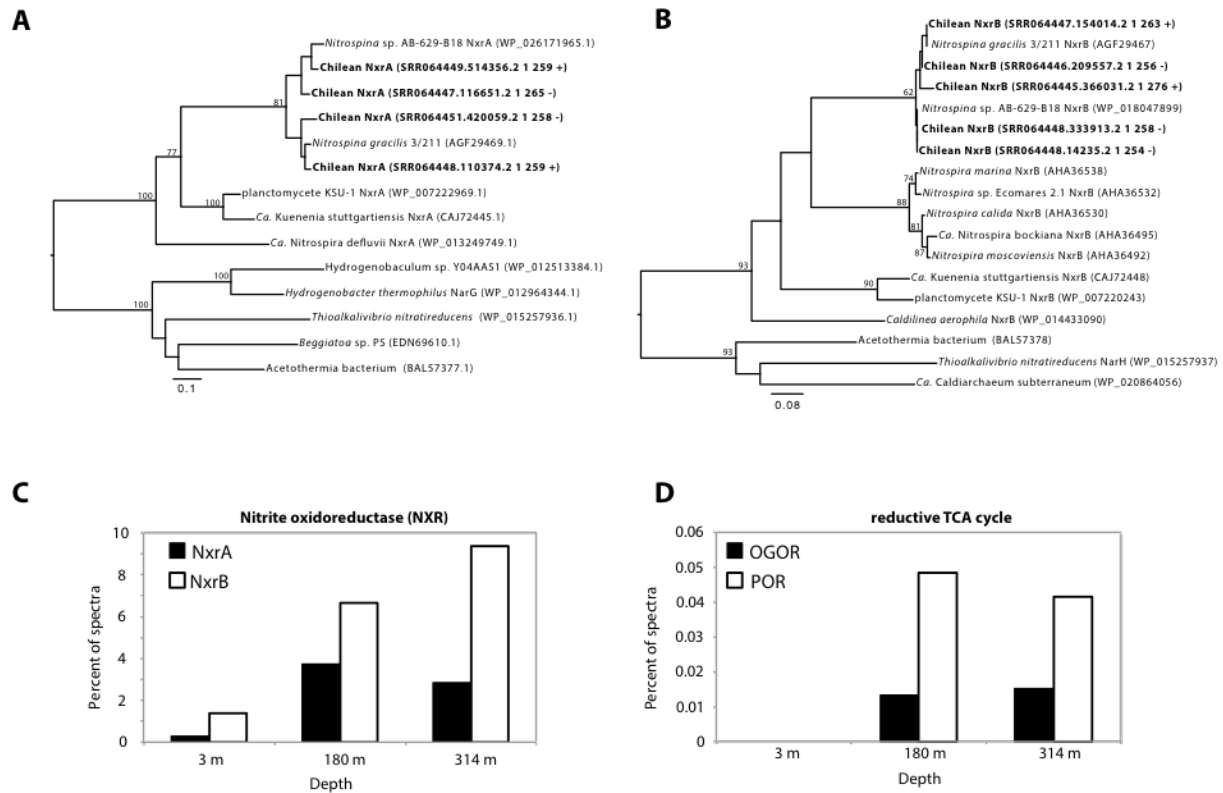 A
Nitrospina sp. AB-629-B18 NxrA (WP_026171965.1)
Chilean NxrA (SRR064449.514356.2 1 259 +)
81
Chilean NxrA (SRR064447.116651.2 1 265 -)
Chilean NxrA (SRR064451.420059.2 1 258 -)
Nitrospina gracilis 3/211 (AGF29469.1)
77
Chilean NxrA (SRR064448.110374.2 1 259 +)
planctomycete KSU-1 NxrA (WP_007222969.1)
100
100
Ca. Kuenenia stuttgartiensis NxrA (CAJ72445.1)
Ca. Nitrospira defluvii NxrA (WP_013249749.1)
Hydrogenobaculum sp. Y04AAS1 (WP_012513384.1)
100
Hydrogenobacter thermophilus NarG (WP_012964344.1)
100
Thioalkalivibrio nitratireducens (WP_015257936.1)
Beggiatoa sp. PS (EDN69610.1)
Acetothermia bacterium (BAL57377.1)
0.1
B
Chilean NxrB (SRR064447.154014.2 1 263 +)
Nitrospina gracilis 3/211 NxrB (AGF29467)
Chilean NxrB (SRR064446.209557.2 1 256 -)
Chilean NxrB (SRR064445.366031.2 1 276 +)
62
Nitrospina sp. AB-629-B18 NxrB (WP_018047899)
Chilean NxrB (SRR064448.333913.2 1 258 -)
Chilean NxrB (SRR064448.14235.2 1 254 -)
Nitrospira marina NxrB (AHA36538)
74
Nitrospira sp. Ecomares 2.1 NxrB (AHA36532)
88
Nitrospira calida NxrB (AHA36530)
81
Ca. Nitrospira bockiana NxrB (AHA36495)
87
Nitrospira moscoviensis NxrB (AHA36492)
93
Ca. Kuenenia stuttgartiensis NxrB (CAJ72448)
90
planctomycete KSU-1 NxrB (WP_007220243)
Caldilinea aerophila NxrB (WP_014433090)
Acetothermia bacterium (BAL57378)
93
Thioalkalivibrio nitratireducens NarH (WP_015257937)
Ca. Caldiarchaeum subterraneum (WP_020864056)
0.08
C
Nitrite oxidoreductase (NXR)
10
8
6
4
2
0
NxrA
NxrB
Percent of spectra
3 m
180 m
314 m
Depth
D
reductive TCA cycle
0.06
0.05
0.04
0.03
0.02
0.01
0
OGOR
POR
Percent of spectra
3 m
180 m
314 m
Depth